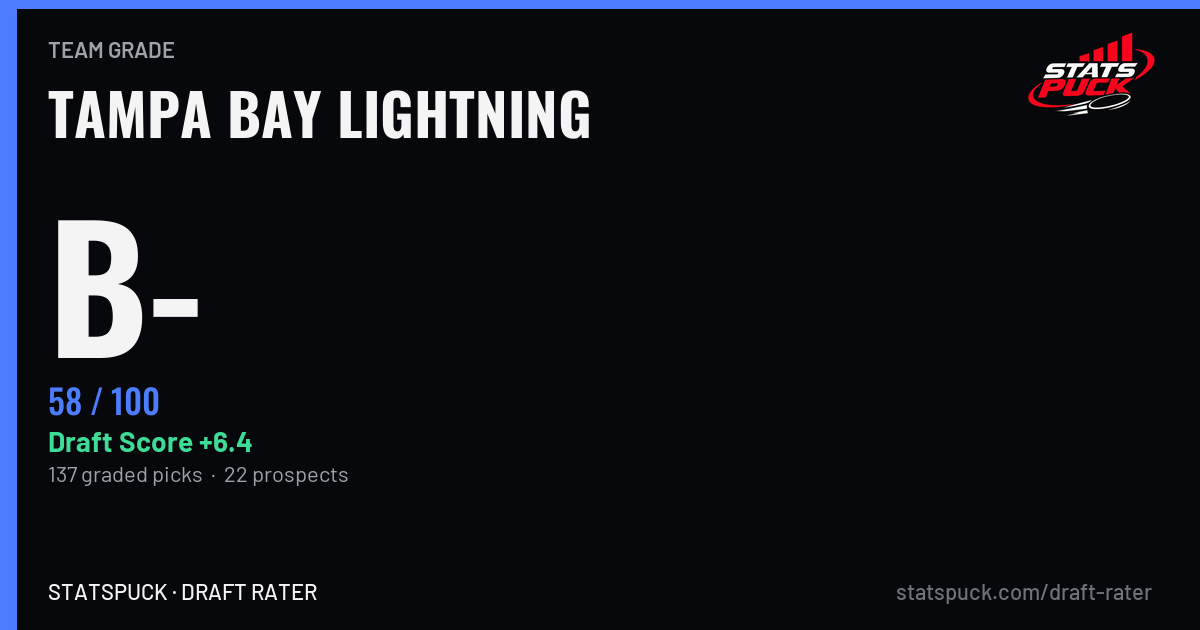 TEAM GRADE
TAMPA BAY LIGHTNING
STATS
PUCK
B-
58 / 100
Draft Score +6.4
137 graded picks · 22 prospects
STATSPUCK · DRAFT RATER
statspuck.com/draft-rater